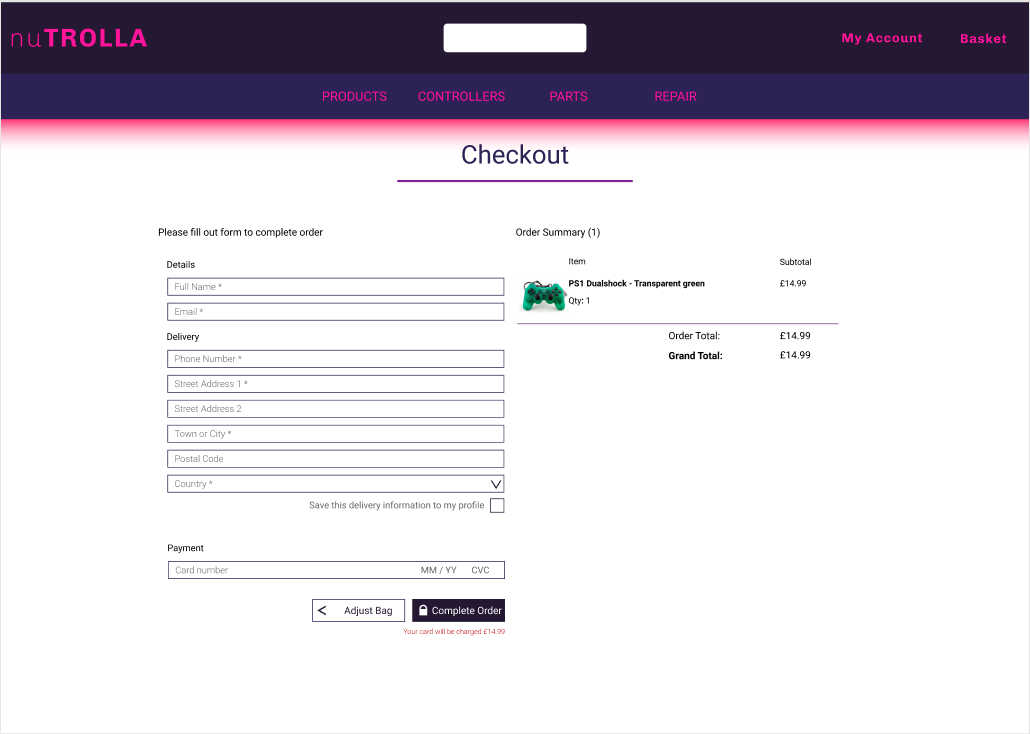 nuTROLLA
My Account
Basket
PRODUCTS CONTROLLERS PARTS REPAIR
Checkout
Please fill out form to complete order
Details
Full Name *
Email *
Delivery
Phone Number *
Street Address 1 *
Street Address 2
Town or City *
Postal Code
Country *
Save this delivery information to my profile
Payment
Card number MM / YY CVC
< Adjust Bag
Complete Order
Your card will be charged £14.99
Order Summary (1)
Item Subtotal
PS1 Dualshock - Transparent green £14.99
Qty: 1
Order Total: £14.99
Grand Total: £14.99